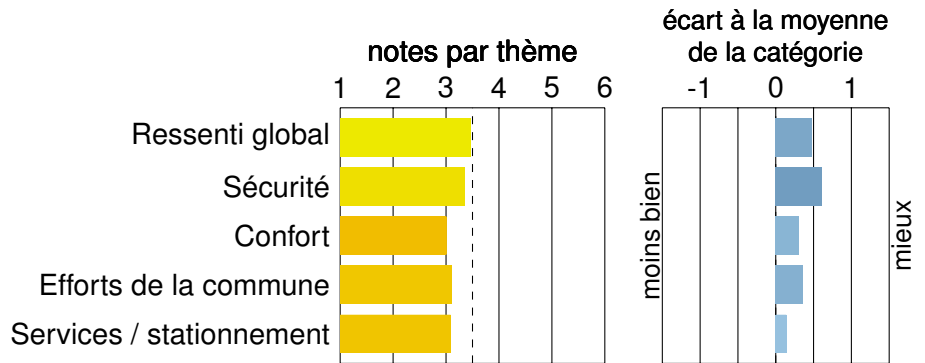 notes par thème
1 2 3 4 5 6
écart à la moyenne
de la catégorie
-1 0 1
Ressenti global
Sécurité
Confort
Efforts de la commune
Services / stationnement
moins bien
mieux